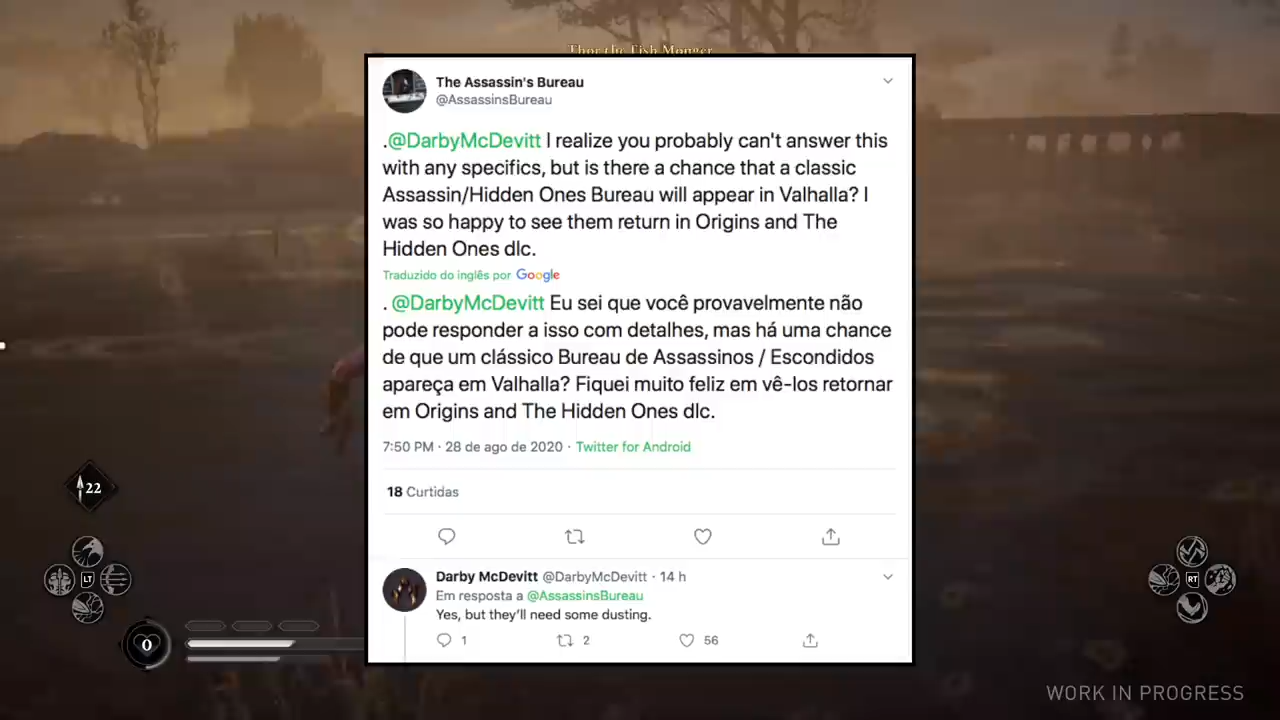 Thor the Fish Monger
The Assassin's Bureau
@AssassinsBureau
.@DarbyMcDevitt I realize you probably can't answer this
with any specifics, but is there a chance that a classic
Assassin/Hidden Ones Bureau will appear in Valhalla? I
was so happy to see them return in Origins and The
Hidden Ones dlc.
Traduzido do inglês por Google
. @DarbyMcDevitt Eu sei que você provavelmente não
pode responder a isso com detalhes, mas há uma chance
de que um clássico Bureau de Assassinos / Escondidos
apareça em Valhalla? Fiquei muito feliz em vê-los retornar
em Origins and The Hidden Ones dlc.
7:50 PM · 28 de ago de 2020 · Twitter for Android
18 Curtidas
Darby McDevitt @DarbyMcDevitt · 14 h
Em resposta a @AssassinsBureau
Yes, but they’ll need some dusting.
1 2 56
22
LT
0
RT
WORK IN PROGRESS